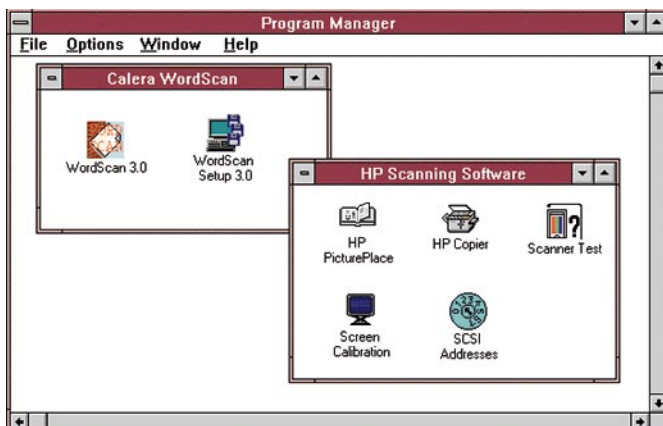 Program Manager
File Options Window Help
Calera WordScan
WordScan 3.0
WordScan
Setup 3.0
HP Scanning Software
HP
PicturePlace
HP Copier
Scanner Test
Screen
Calibration
SCSI
Addresses